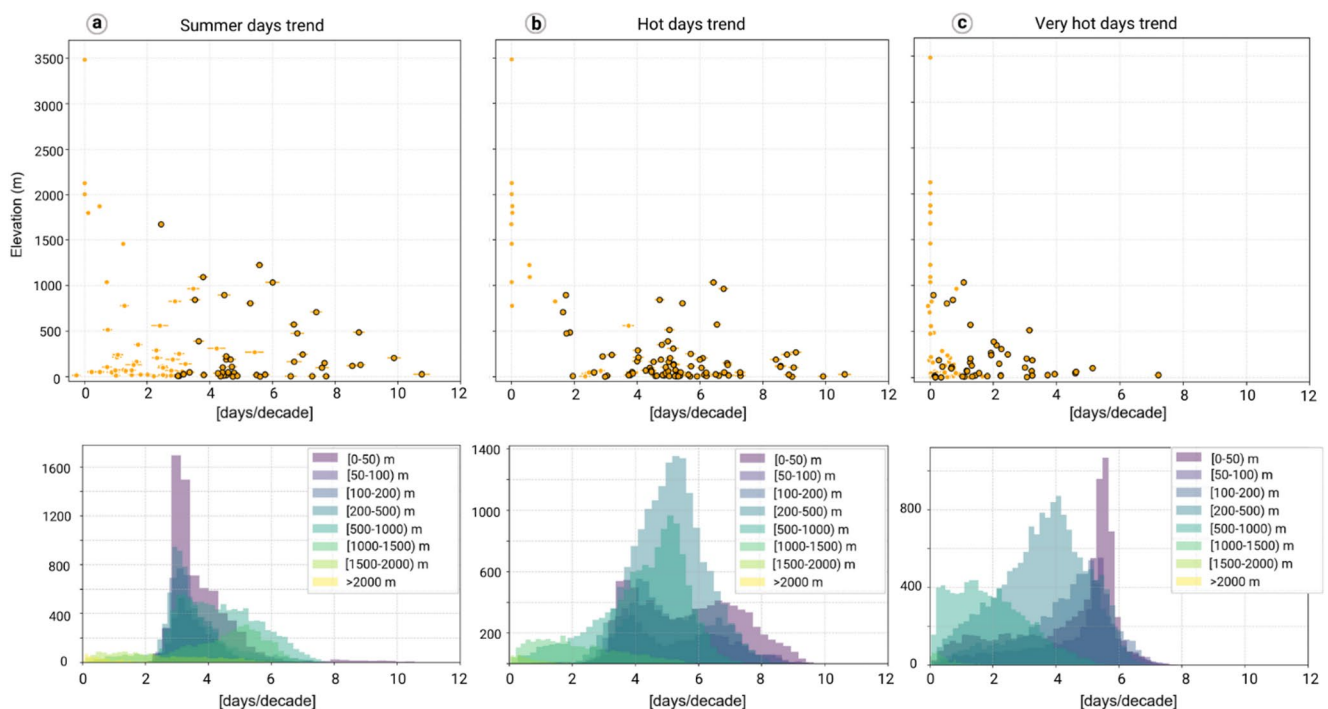 a Summer days trend
b Hot days trend
c Very hot days trend
Elevation (m)
3500
3000
2500
2000
1500
1000
500
0
0 2 4 6 8 10 12
0 2 4 6 8 10 12
0 2 4 6 8 10 12
[days/decade]
[days/decade]
[days/decade]
1600
1400
1200
1000
800
600
400
200
0
[0-50) m
[50-100) m
[100-200) m
[200-500) m
[500-1000) m
[1000-1500) m
[1500-2000) m
>2000 m
0 2 4 6 8 10 12
[days/decade]
1400
1000
600
200
[0-50) m
[50-100) m
[100-200) m
[200-500) m
[500-1000) m
[1000-1500) m
[1500-2000) m
>2000 m
0 2 4 6 8 10 12
[days/decade]
800
400
0
[0-50) m
[50-100) m
[100-200) m
[200-500) m
[500-1000) m
[1000-1500) m
[1500-2000) m
>2000 m
0 2 4 6 8 10 12
[days/decade]